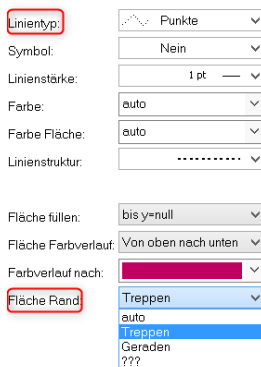 Linientyp: Punkte
Symbol: Nein
Linienstärke: 1 pt
Farbe: auto
Farbe Fläche: auto
Linienstruktur:
Fläche füllen: bis y=null
Fläche Farbverlauf: Von oben nach unten
Farbverlauf nach:
Fläche Rand: Treppen
auto
Treppen
Geraden
???